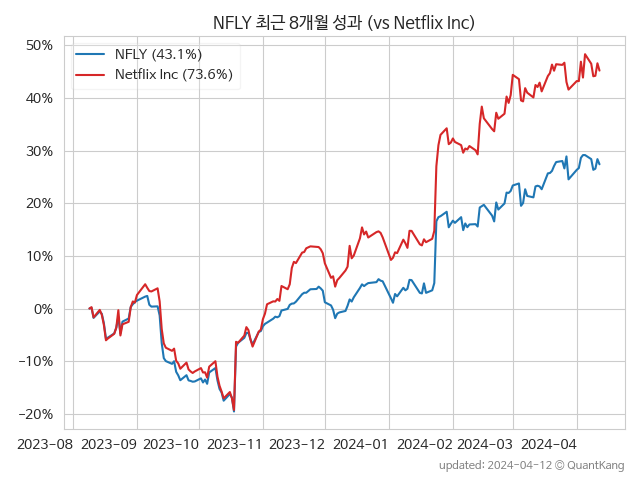 NFLY 최근 8개월 성과 (vs Netflix Inc)
50%
40%
30%
20%
10%
0%
−10%
−20%
NFLY (43.1%)
Netflix Inc (73.6%)
2023-08 2023-09 2023-10 2023-11 2023-12 2024-01 2024-02 2024-03 2024-04
updated: 2024-04-12 © QuantKang